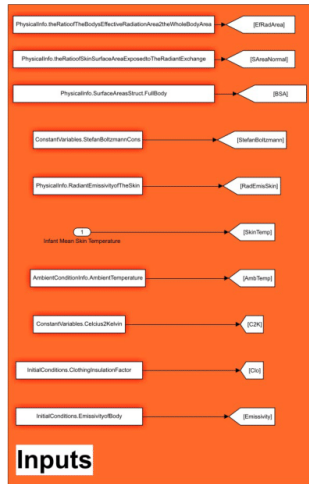 PhysicalInfo.theRatioofTheBodysEffectiveRadiationArea2theWholeBodyArea [EfRadArea]
PhysicalInfo.theRatioofSkinSurfaceAreaExposedtoTheRadiantExchange [SAreaNormal]
PhysicalInfo.SurfaceAreasStruct.FullBody [BSA]
ConstantVariables.StefanBoltzmannCons [StefanBoltzmann]
PhysicalInfo.RadiantEmissivityofTheSkin [RadEmisSkin]
1 [SkinTemp]
Infant Mean Skin Temperature
AmbientConditionInfo.AmbientTemperature [AmbTemp]
ConstantVariables.Celcius2Kelvin [C2K]
InitialConditions.ClothingInsulationFactor [Clo]
InitialConditions.EmissivityofBody [Emissivity]
Inputs